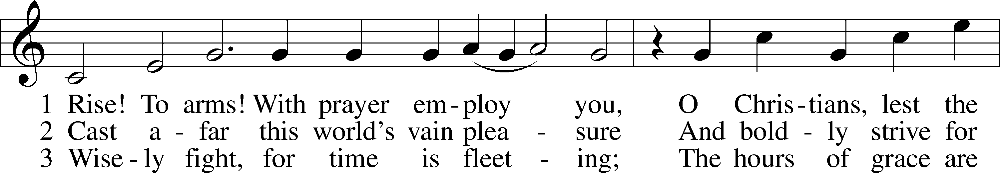 1 Rise! To arms! With prayer em - ploy you, O Chris - tians, lest the
2 Cast a - far this world's vain plea - sure And bold - ly strive for
3 Wise - ly fight, for time is fleet - ing; The hours of grace are